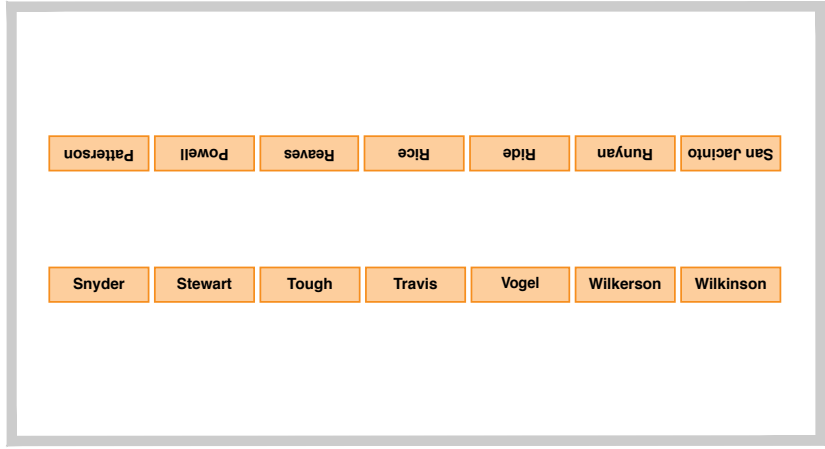 Patterson Powell Reaves Rice Ride Runyan San Jacinto
Snyder Stewart Tough Travis Vogel Wilkerson Wilkinson